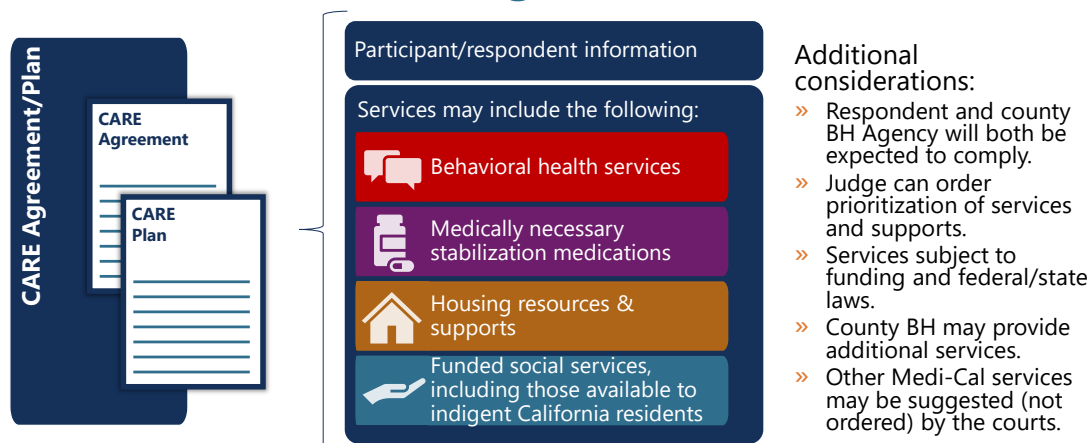 CARE Agreement/Plan
CARE
Agreement
CARE
Plan
Participant/respondent information
Services may include the following:
Behavioral health services
Medically necessary
stabilization medications
Housing resources &
supports
Funded social services,
including those available to
indigent California residents
Additional
considerations:
» Respondent and county
BH Agency will both be
expected to comply.
» Judge can order
prioritization of services
and supports.
» Services subject to
funding and federal/state
laws.
» County BH may provide
additional services.
» Other Medi-Cal services
may be suggested (not
ordered) by the courts.